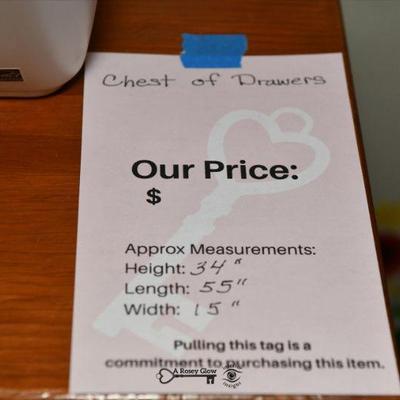 Chest of Drawers
Our Price:
$
Approx Measurements:
Height: 34"
Length: 55"
Width: 15"
Pulling this tag is a
commitment to purchasing this item.
A Rosey Glow
insight